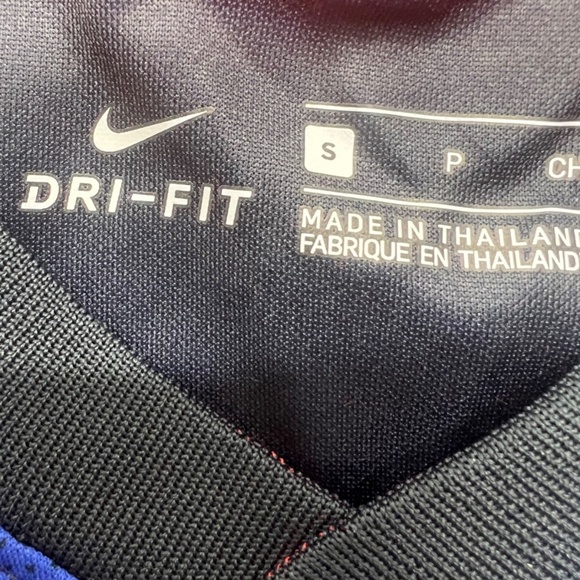 DRI-FIT
S P CH
MADE IN THAILAND
FABRIQUE EN THAILAND